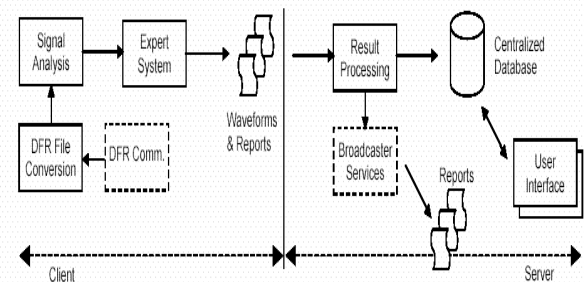 Signal
Analysis
Expert
System
Waveforms
& Reports
DFR File
Conversion
DFR Comm.
Result
Processing
Centralized
Database
Broadcaster
Services
Reports
User
Interface
Client
Server